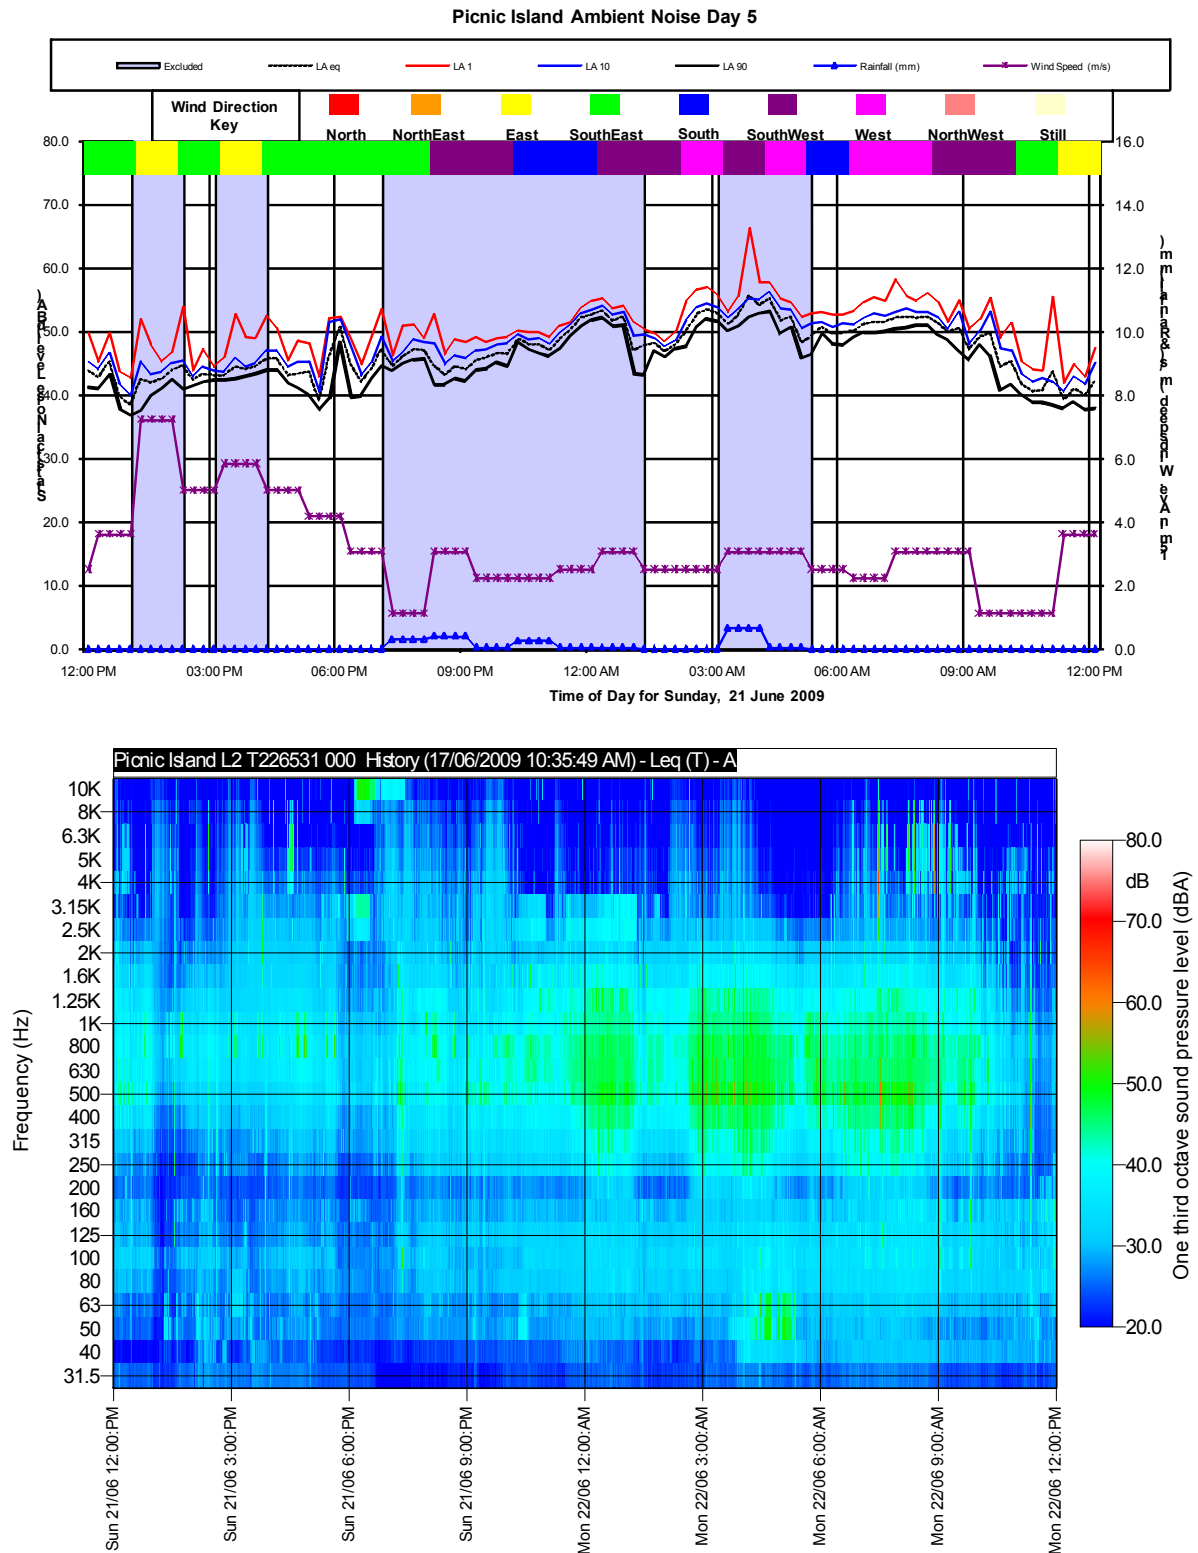 Picnic Island Ambient Noise Day 5
Excluded LA eq LA 1 LA 10 LA 90 Rainfall (mm) Wind Speed (m/s)
Wind Direction
Key
North NorthEast East SouthEast South SouthWest West NorthWest Still
80.0
70.0
60.0
50.0
40.0
30.0
20.0
10.0
0.0
16.0
14.0
12.0
10.0
8.0
6.0
4.0
2.0
0.0
12:00 PM 03:00 PM 06:00 PM 09:00 PM 12:00 AM 03:00 AM 06:00 AM 09:00 AM 12:00 PM
Time of Day for Sunday, 21 June 2009
Picnic Island L2 T226531 000 History (17/06/2009 10:35:49 AM) - Leq (T) - A
Frequency (Hz)
10K
8K
6.3K
5K
4K
3.15K
2.5K
2K
1.6K
1.25K
1K
800
630
500
400
315
250
200
160
125
100
80
63
50
40
31.5
Sun 21/06 12:00:PM
Sun 21/06 3:00:PM
Sun 21/06 6:00:PM
Sun 21/06 9:00:PM
Mon 22/06 12:00:AM
Mon 22/06 3:00:AM
Mon 22/06 6:00:AM
Mon 22/06 9:00:AM
Mon 22/06 12:00:PM
80.0
dB
70.0
60.0
50.0
40.0
30.0
20.0
One third octave sound pressure level (dBA)